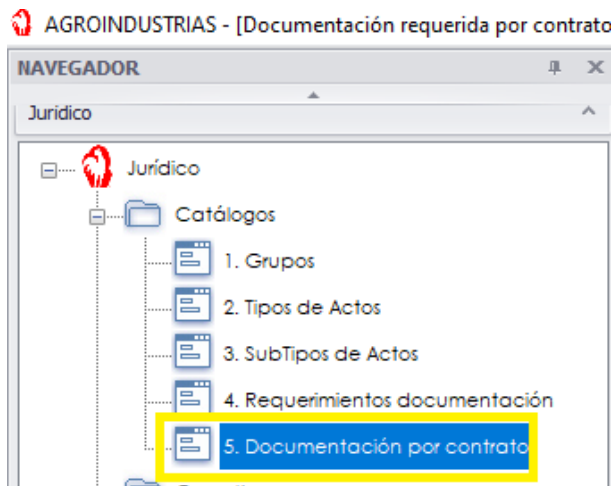 AGROINDUSTRIAS - [Documentación requerida por contrato
NAVEGADOR
Juridico
Jurídico
Catálogos
1. Grupos
2. Tipos de Actos
3. SubTipos de Actos
4. Requerimientos documentación
5. Documentación por contrato